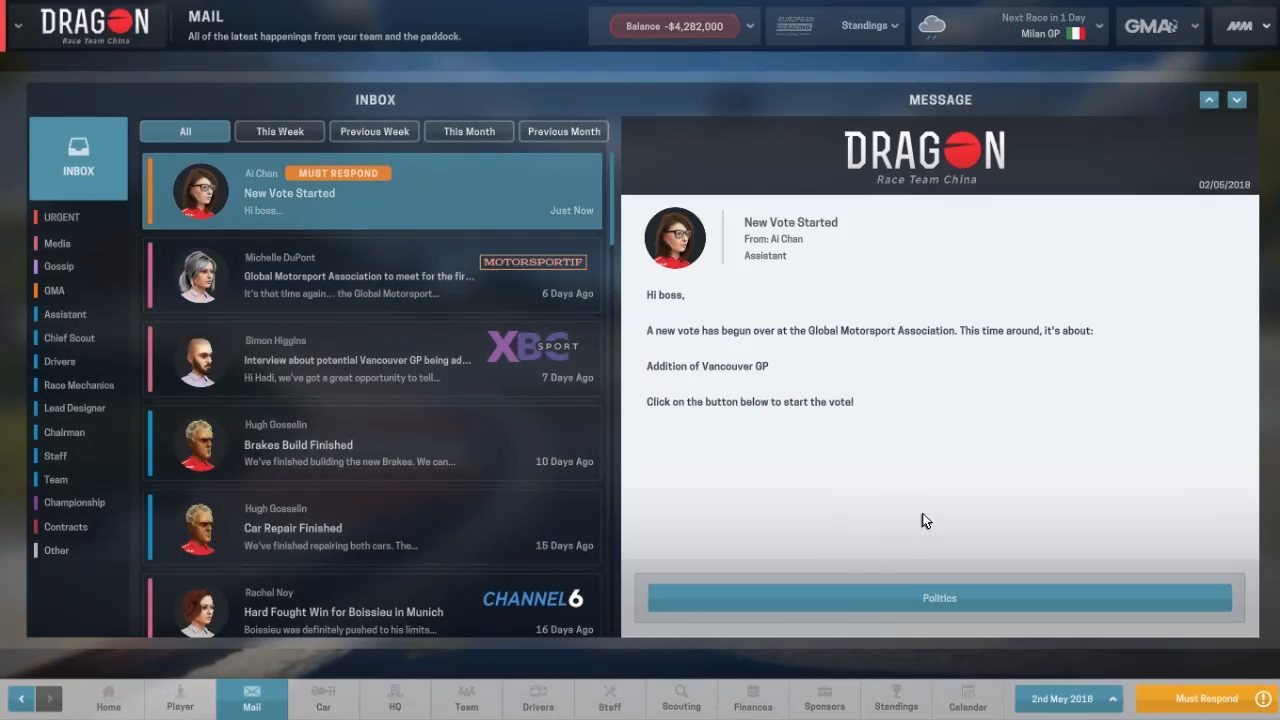 DRAGON
Race Team China
MAIL
All of the latest happenings from your team and the paddock.
Balance -$4,282,000
EUROPEAN
Standings
Next Race in 1 Day
Milan GP
GMA
INBOX
MESSAGE
INBOX
URGENT
Media
Gossip
GMA
Assistant
Chief Scout
Drivers
Race Mechanics
Lead Designer
Chairman
Staff
Team
Championship
Contracts
Other
All
This Week
Previous Week
This Month
Previous Month
Ai Chan
MUST RESPOND
New Vote Started
Hi boss...
Just Now
Michelle DuPont
MOTORSPORTIF
Global Motorsport Association to meet for the fir...
It's that time again... the Global Motorsport...
6 Days Ago
Simon Higgins
XBC SPORT
Interview about potential Vancouver GP being ad...
Hi Hadi, we've got a great opportunity to tell...
7 Days Ago
Hugh Gosselin
Brakes Build Finished
We've finished building the new Brakes. We can...
10 Days Ago
Hugh Gosselin
Car Repair Finished
We've finished repairing both cars. The...
15 Days Ago
Rachel Noy
CHANNEL6
Hard Fought Win for Boissieu in Munich
Boissieu was definitely pushed to his limits...
16 Days Ago
DRAGON
Race Team China
02/05/2018
New Vote Started
From: Ai Chan
Assistant
Hi boss,
A new vote has begun over at the Global Motorsport Association. This time around, it's about:
Addition of Vancouver GP
Click on the button below to start the vote!
Politics
Home
Player
Mail
Car
HQ
Team
Drivers
Staff
Scouting
Finances
Sponsors
Standings
Calendar
2nd May 2018
Must Respond